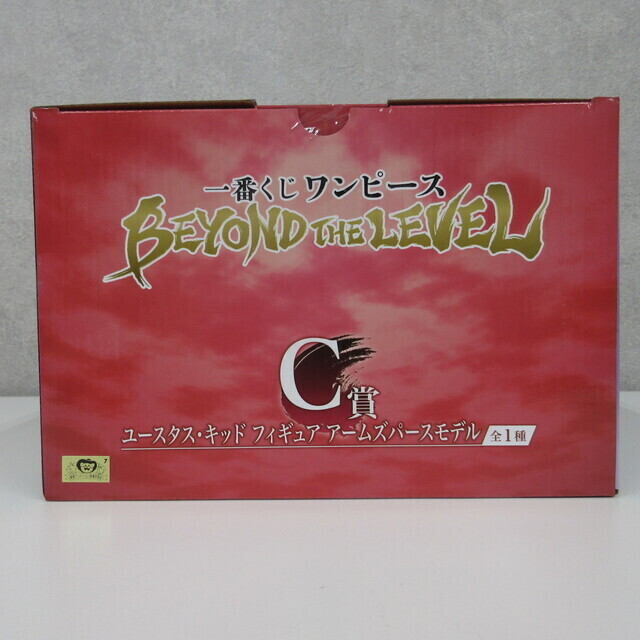 一番くじ ワンピース
BEYOND THE LEVEL
C賞
ユースタス・キッド フィギュア アームズパースモデル 全1種
7